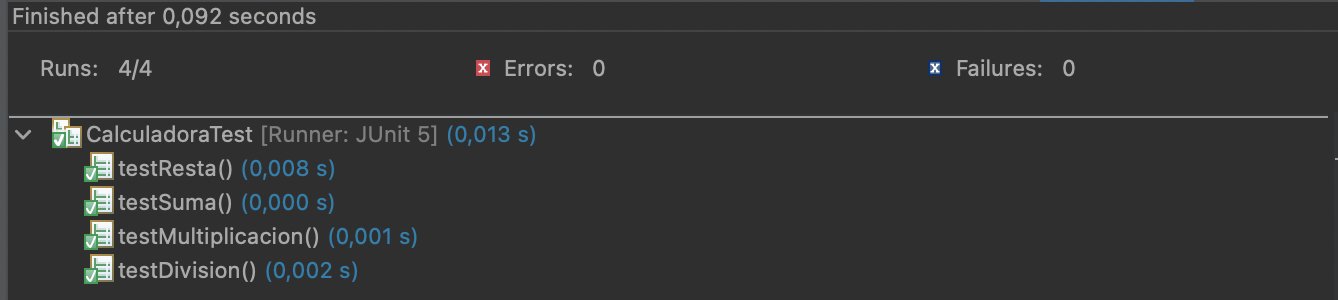 Finished after 0,092 seconds
Runs: 4/4 Errors: 0 Failures: 0
CalculadoraTest [Runner: JUnit 5] (0,013 s)
testResta() (0,008 s)
testSuma() (0,000 s)
testMultiplicacion() (0,001 s)
testDivision() (0,002 s)